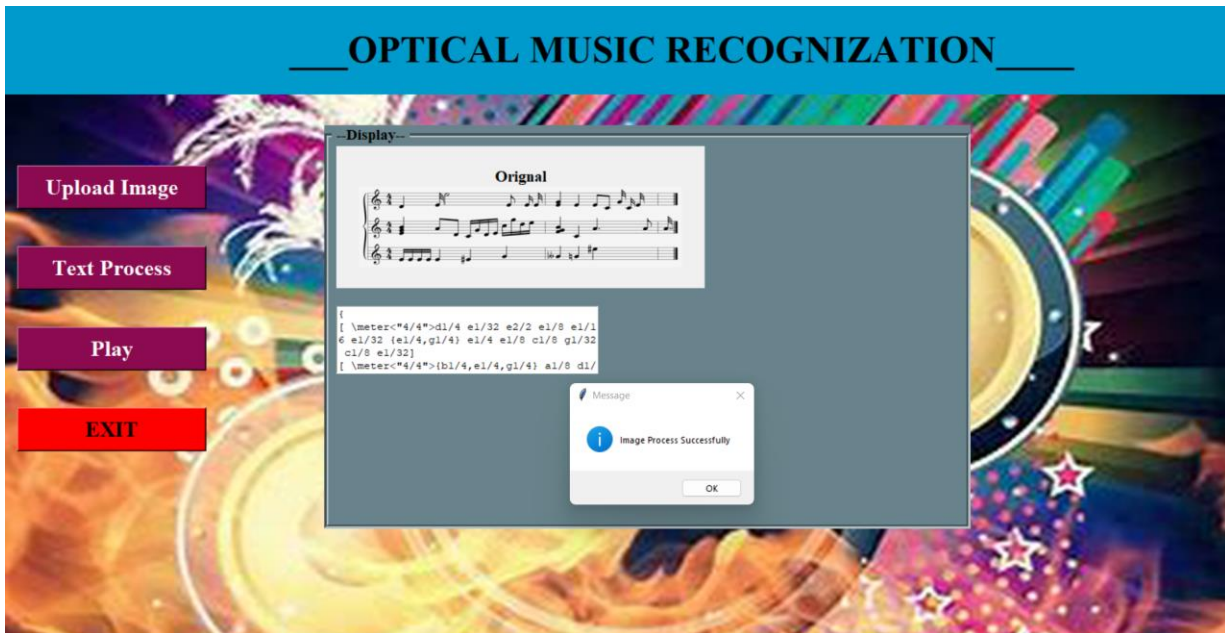 ___OPTICAL MUSIC RECOGNIZATION____
--Display--
Upload Image
Text Process
Play
EXIT
Orignal
{
[ \meter<"4/4">d1/4 e1/32 e2/2 e1/8 e1/1
6 e1/32 {e1/4,g1/4} e1/4 e1/8 c1/8 g1/32
c1/8 e1/32]
[ \meter<"4/4">{b1/4,e1/4,g1/4} a1/8 d1/
Message
Image Process Successfully
OK